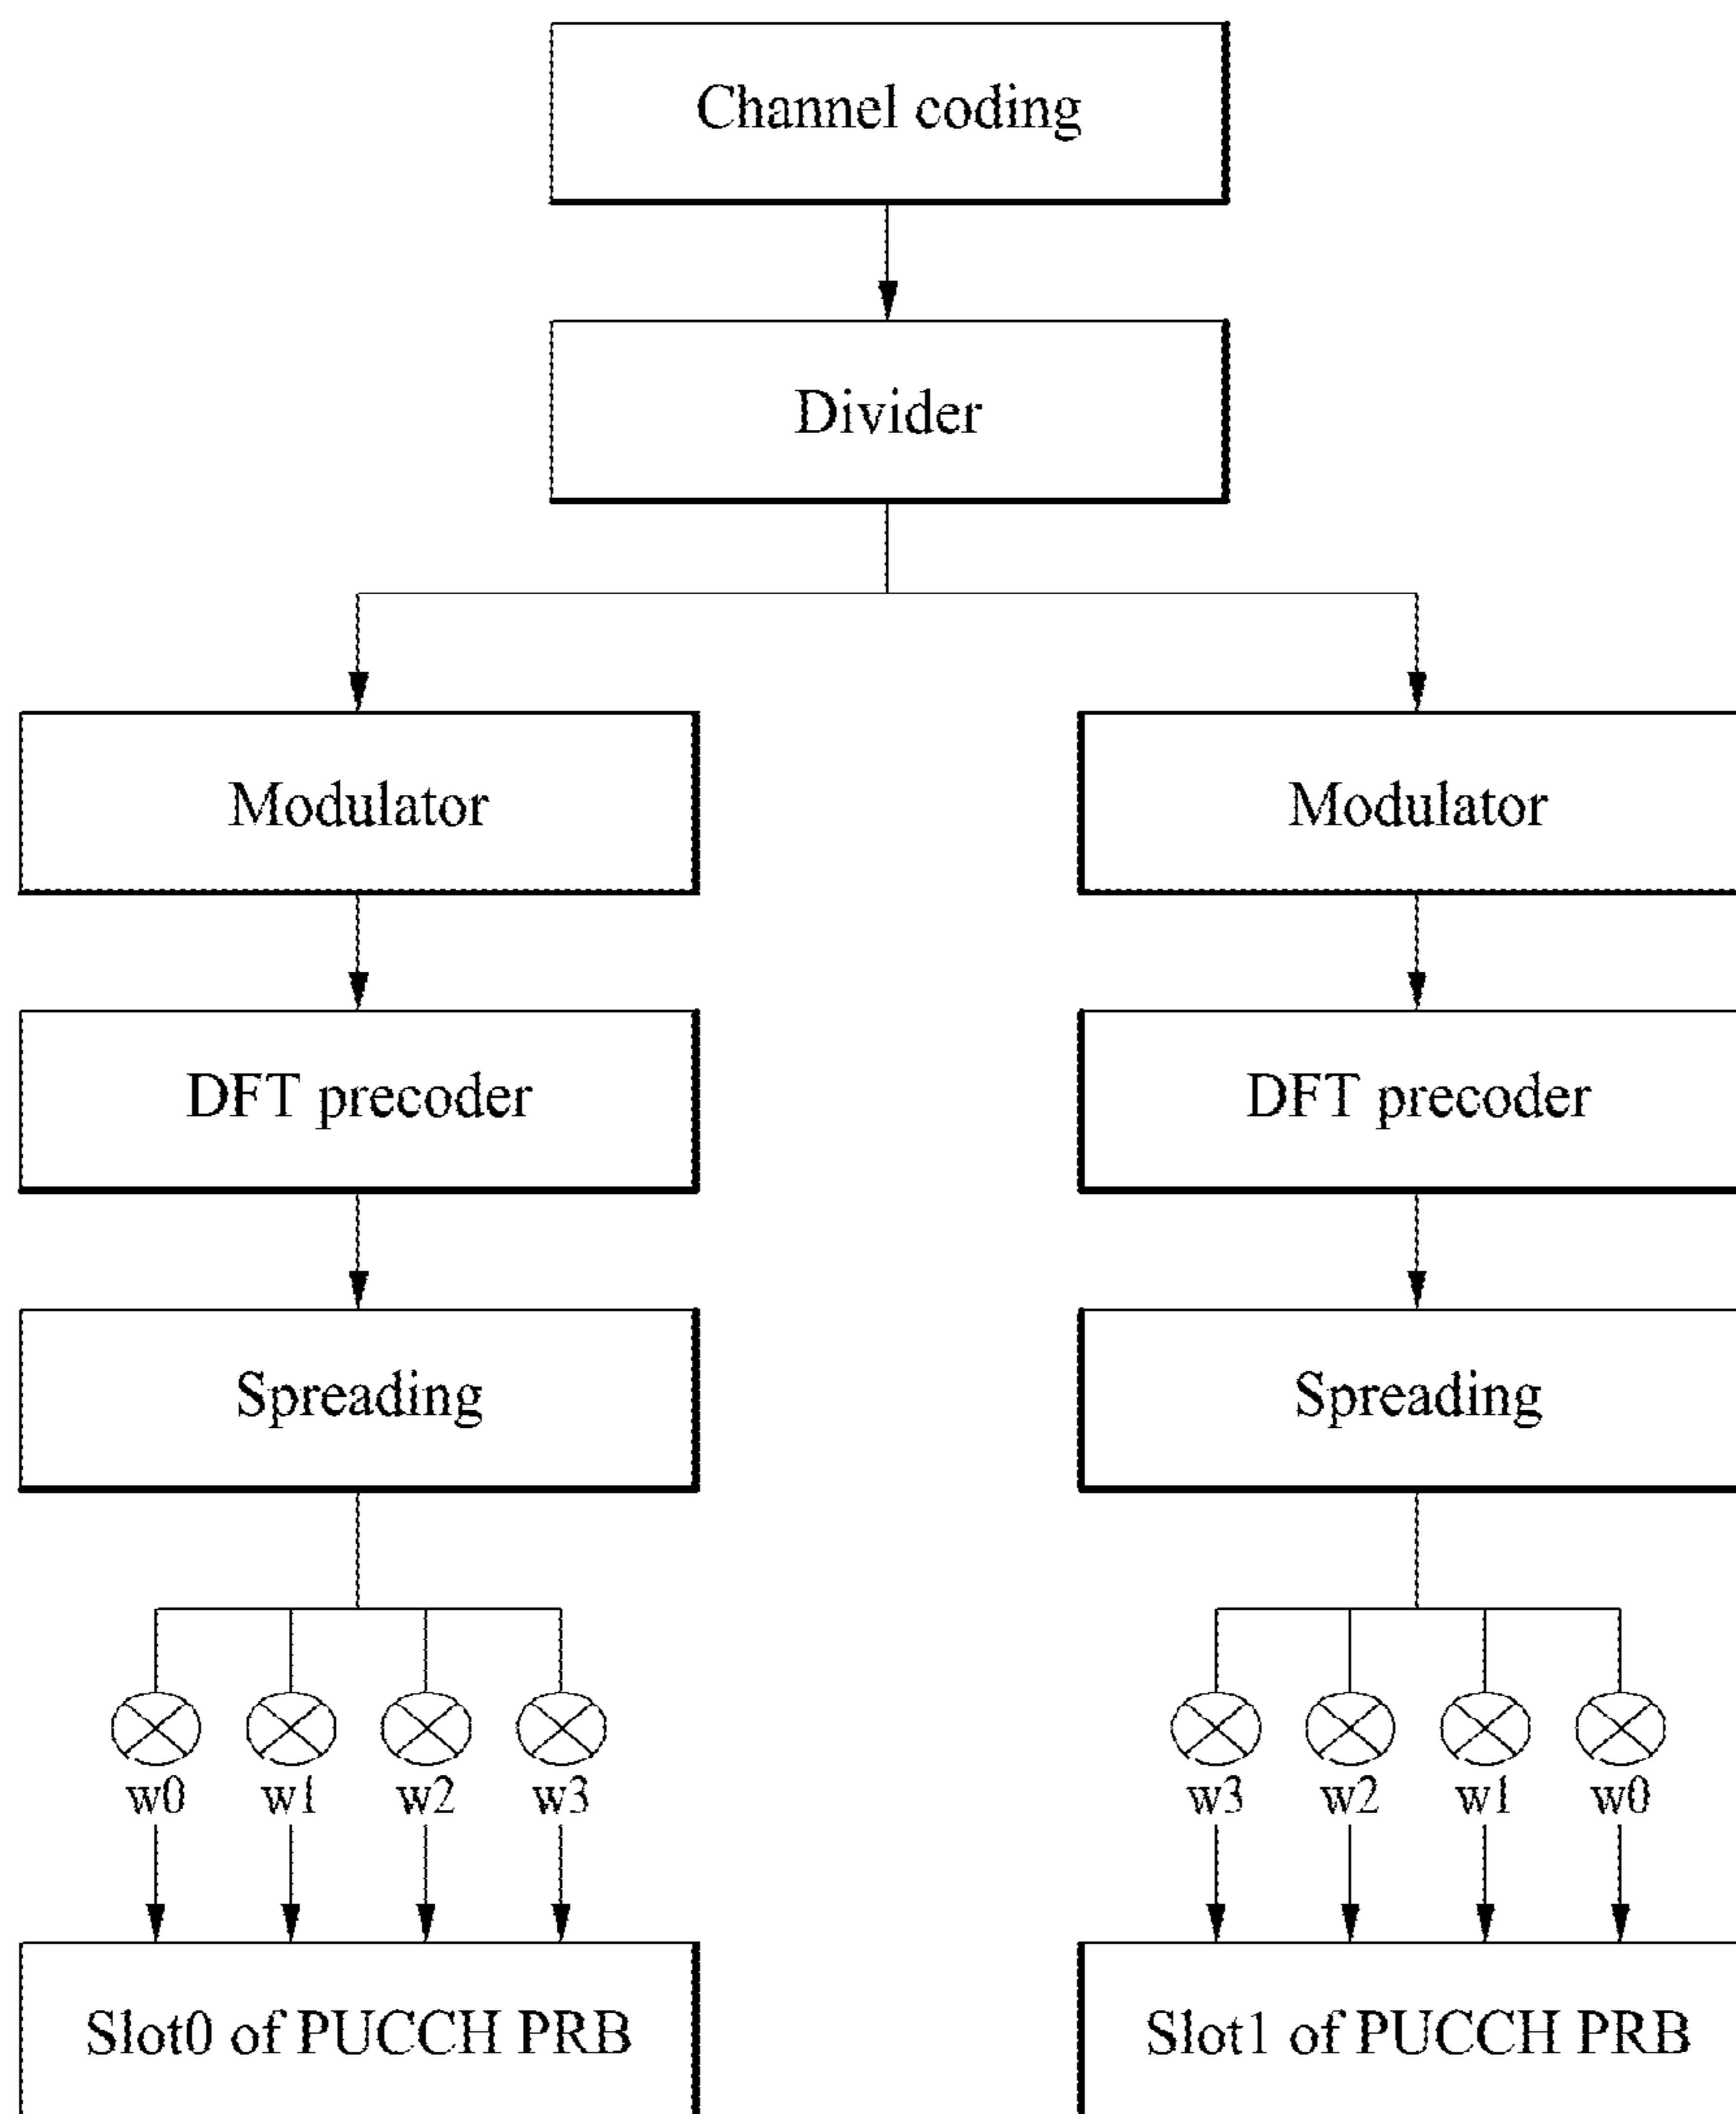 Channel coding
Divider
Modulator Modulator
DFT precoder DFT precoder
Spreading Spreading
w0 w1 w2 w3 w3 w2 w1 w0
Slot0 of PUCCH PRB Slot1 of PUCCH PRB